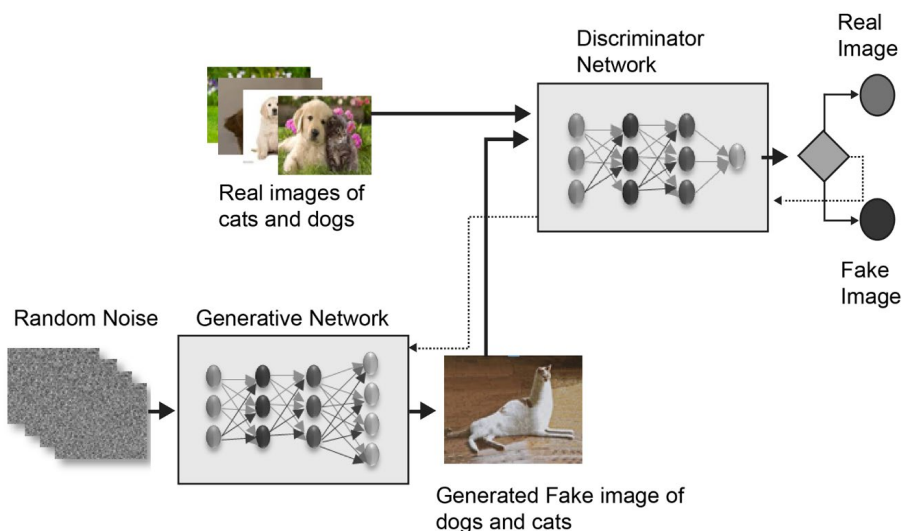 Discriminator
Network
Real
Image
Real images of
cats and dogs
Fake
Image
Random Noise
Generative Network
Generated Fake image of
dogs and cats